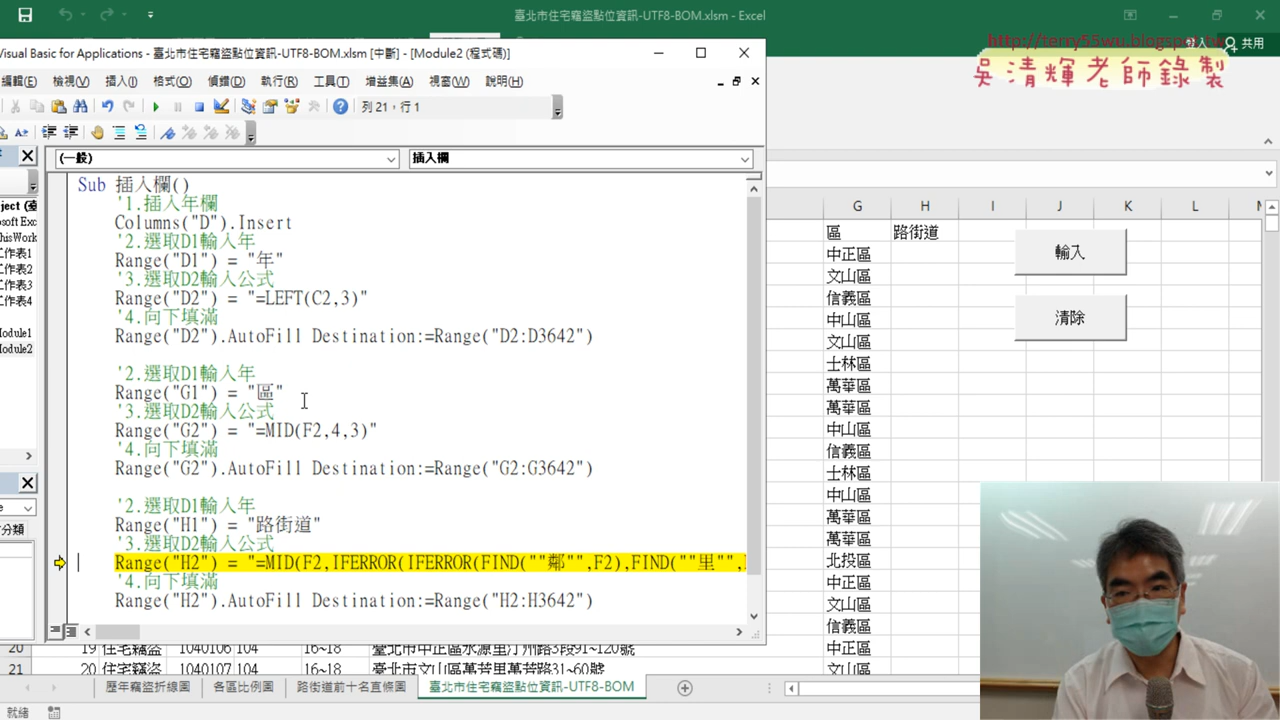 臺北市住宅竊盜點位資訊-UTF8-BOM.xlsm - Excel
http://terry55wu.blogspot.tw
共用
吳清輝老師錄製
Visual Basic for Applications - 臺北市住宅竊盜點位資訊-UTF8-BOM.xlsm [中斷] - [Module2 (程式碼)]
編輯(E) 檢視(V) 插入(I) 格式(O) 偵錯(D) 執行(R) 工具(T) 增益集(A) 視窗(W) 說明(H)
列 21，行 1
(一般) 插入欄
Sub 插入欄()
'1.插入年欄
Columns("D").Insert
'2.選取D1輸入年
Range("D1") = "年"
'3.選取D2輸入公式
Range("D2") = "=LEFT(C2,3)"
'4.向下填滿
Range("D2").AutoFill Destination:=Range("D2:D3642")
'2.選取D1輸入年
Range("G1") = "區"
'3.選取D2輸入公式
Range("G2") = "=MID(F2,4,3)"
'4.向下填滿
Range("G2").AutoFill Destination:=Range("G2:G3642")
'2.選取D1輸入年
Range("H1") = "路街道"
'3.選取D2輸入公式
Range("H2") = "=MID(F2,IFERROR(IFERROR(FIND(""鄰"",F2),FIND(""里"",
'4.向下填滿
Range("H2").AutoFill Destination:=Range("H2:H3642")
ject (臺
osoft Exc
ThisWork
工作表1
工作表2
工作表3
工作表4
Module1
Module2
分類
G H I J K L
區 路街道
中正區
文山區
信義區
中山區
文山區
士林區
萬華區
萬華區
中山區
信義區
士林區
中山區
萬華區
萬華區
北投區
中正區
文山區
信義區
中正區
文山區
輸入
清除
20 19 住宅竊盜 1040106 104 16~18 臺北市中正區水源里汀州路3段91~120號
21 20 住宅竊盜 1040107 104 16~18 臺北市文山區萬芳里萬芳路31~60號
歷年竊盜折線圖 各區比例圖 路街道前十名直條圖 臺北市住宅竊盜點位資訊-UTF8-BOM
就緒